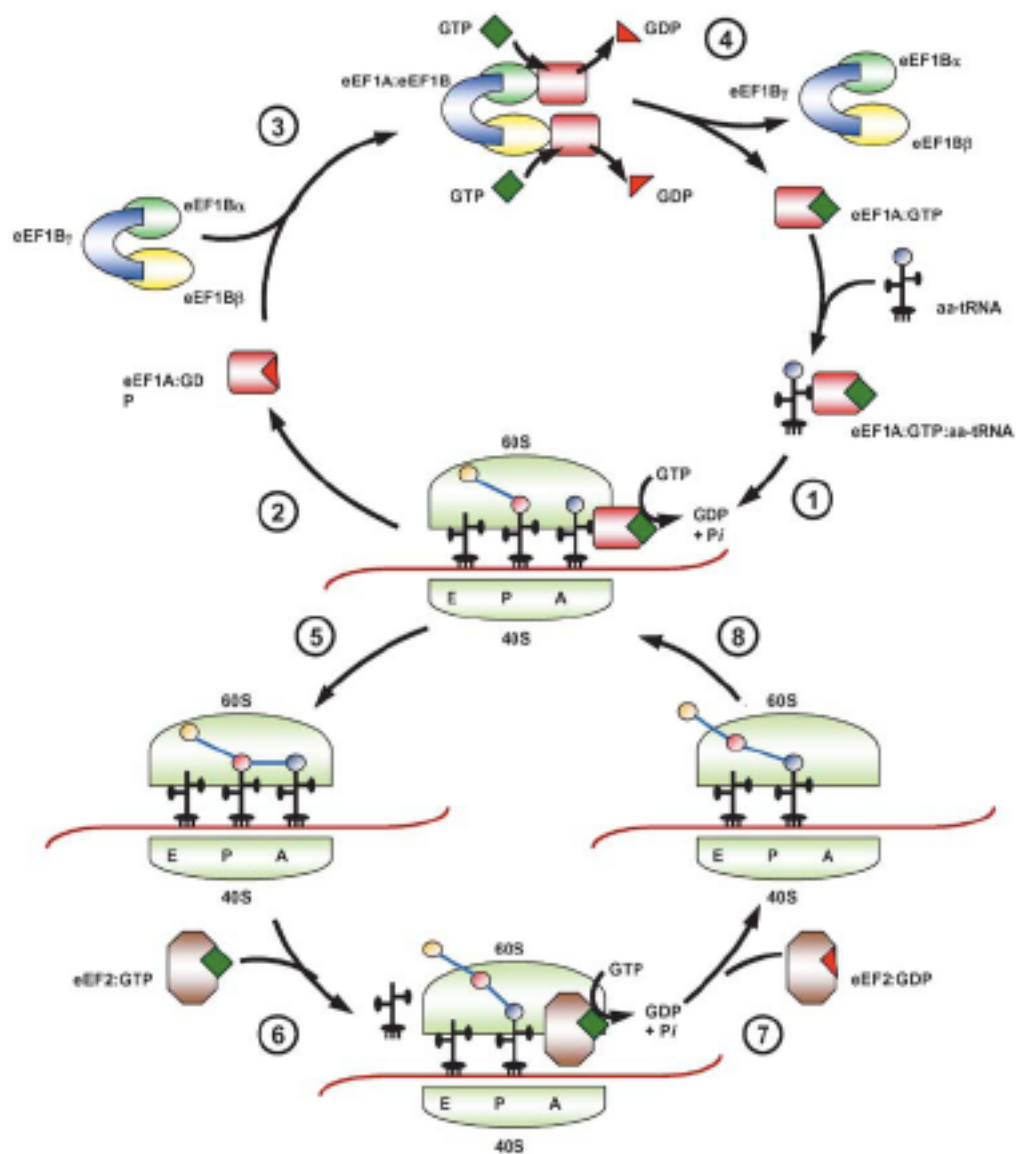 GTP
GDP
4
eEF1A:eEF1B
eEF1Bα
eEF1Bγ
eEF1Bβ
3
GTP
GDP
eEF1Bα
eEF1Bγ
eEF1Bβ
eEF1A:GTP
aa-tRNA
eEF1A:GD
P
eEF1A:GTP:aa-tRNA
60S
GTP
2
1
GDP
+ Pi
E P A
40S
5
8
60S
60S
E P A
E P A
40S
40S
eEF2:GTP
60S
GTP
eEF2:GDP
6
GDP
+ Pi
7
E P A
40S